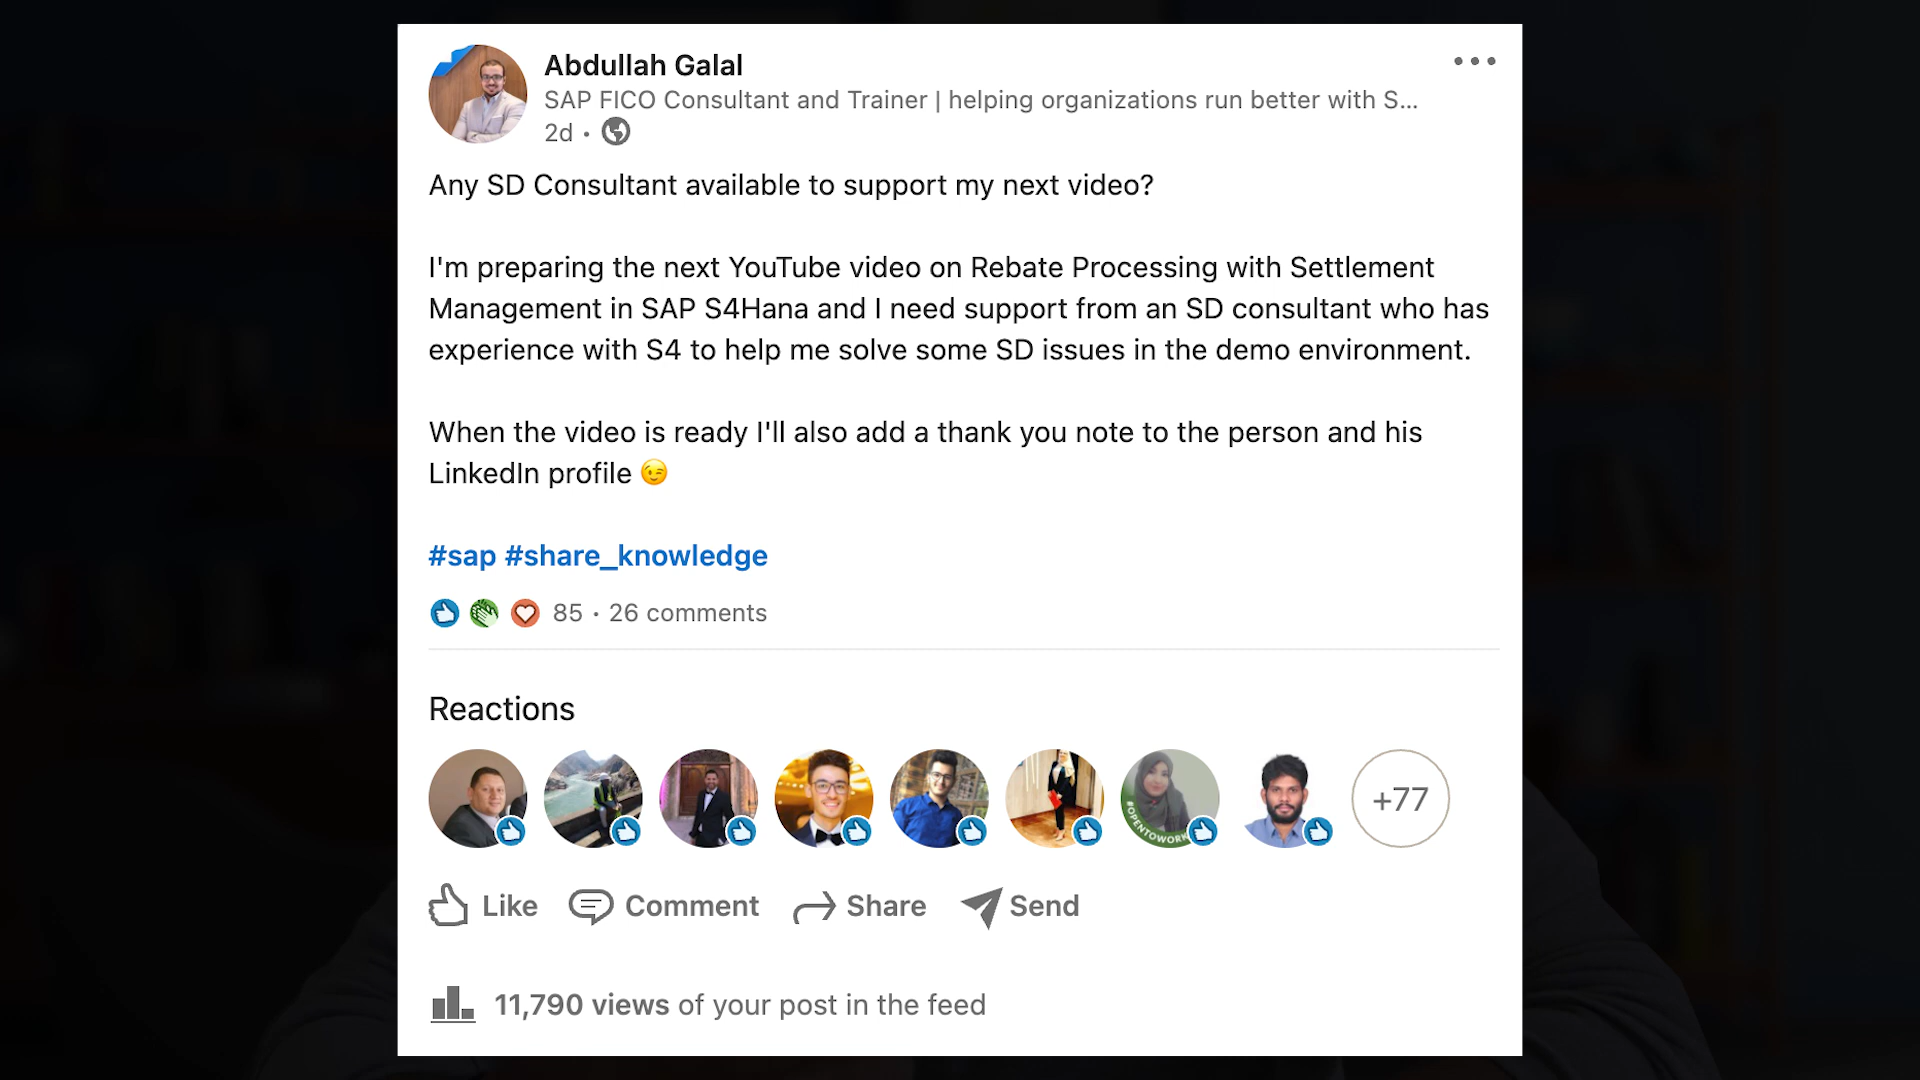 Abdullah Galal
SAP FICO Consultant and Trainer | helping organizations run better with S...
2d •
Any SD Consultant available to support my next video?
I'm preparing the next YouTube video on Rebate Processing with Settlement
Management in SAP S4Hana and I need support from an SD consultant who has
experience with S4 to help me solve some SD issues in the demo environment.
When the video is ready I'll also add a thank you note to the person and his
LinkedIn profile 😉
#sap #share_knowledge
85 • 26 comments
Reactions
#OPENTOWORK
+77
Like Comment Share Send
11,790 views of your post in the feed